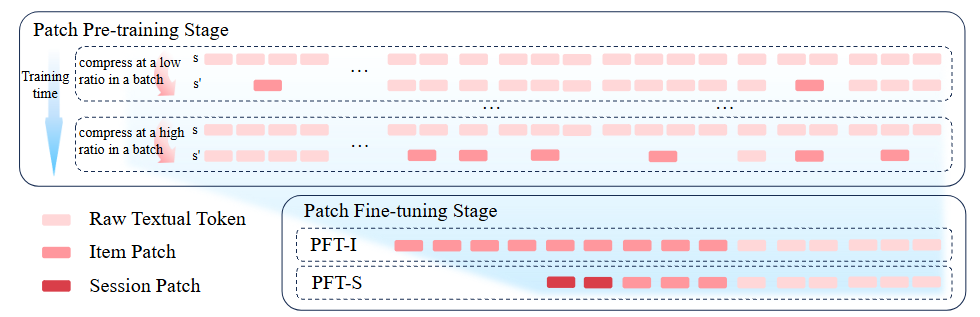 Patch Pre-training Stage
Training
time
compress at a low
ratio in a batch
s
s'
...
... ...
compress at a high
ratio in a batch
s
s'
...
Raw Textual Token
Item Patch
Session Patch
Patch Fine-tuning Stage
PFT-I
PFT-S